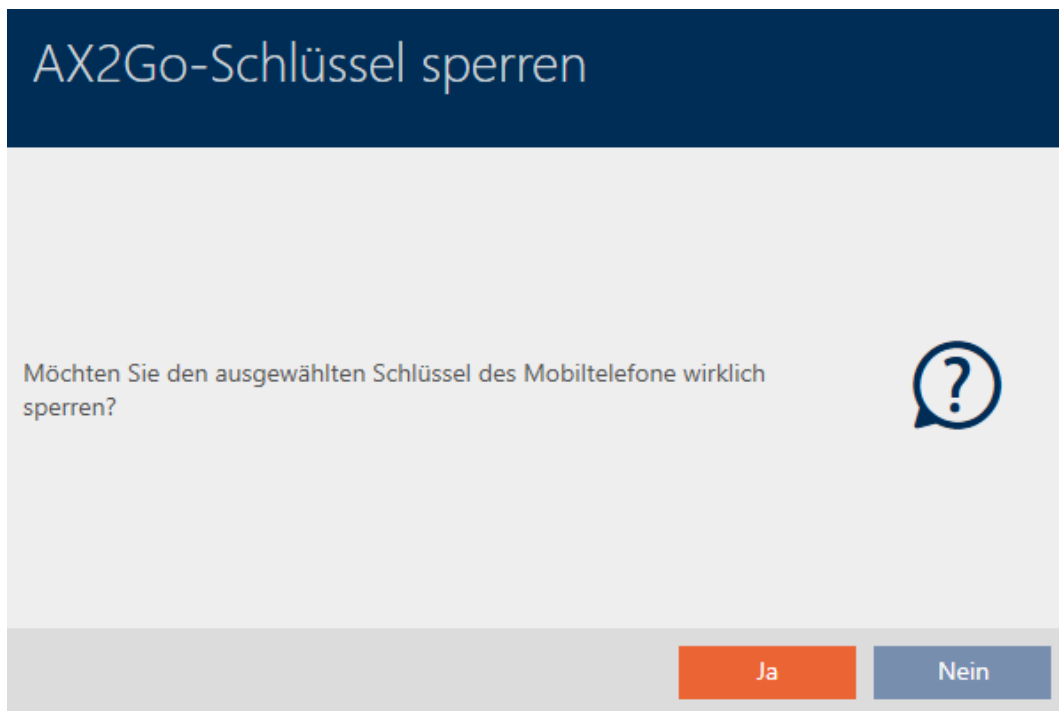 AX2Go-Schlüssel sperren
Möchten Sie den ausgewählten Schlüssel des Mobiltelefone wirklich
sperren?
?
Ja
Nein